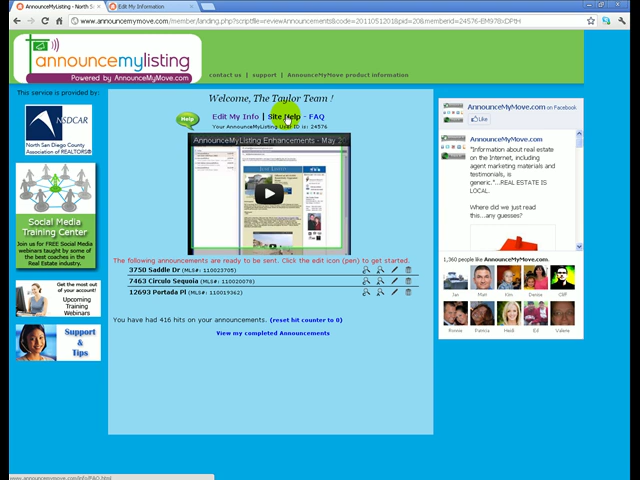 AnnounceMyListing - North S
Edit My Information
www.announcemymove.com/member/landing.php?scriptfile=reviewAnnouncements&code=20110512018&pid=20&memberid=24576-EM97BxDPtH
announcemylisting
Powered by AnnounceMyMove.com
contact us | support | AnnounceMyMove product information
This service is provided by:
NSDCAR
North San Diego County
Association of REALTORS®
Social Media
Training Center
Join us for FREE Social Media
webinars taught by some of
the best coaches in the
Real Estate industry.
Get the most out
of your account!
Upcoming
Training
Webinars
Support
& Tips
Welcome, The Taylor Team !
Help
Edit My Info | Site Help - FAQ
Your AnnounceMyListing User ID is: 24576
AnnounceMyListing Enhancements - May 20
The following announcements are ready to be sent. Click the edit icon (pen) to get started.
3750 Saddle Dr (MLS#: 110023705)
7463 Circulo Sequoia (MLS#: 110020078)
12693 Portada Pl (MLS#: 110019362)
You have had 416 hits on your announcements. (reset hit counter to 0)
View my completed Announcements
AnnounceMyMove.com on Facebook
Like
AnnounceMyMove.com
"Information about real estate
on the Internet, including
agent marketing materials and
testimonials, is
generic."...REAL ESTATE IS
LOCAL.
Where did we just read
this...any guesses?
1,360 people like AnnounceMyMove.com
Jan Mart Kim Denise Cliff
Ronnie Patricia Heidi Ed Valerie
www.announcemymove.com/info/FAQ.html